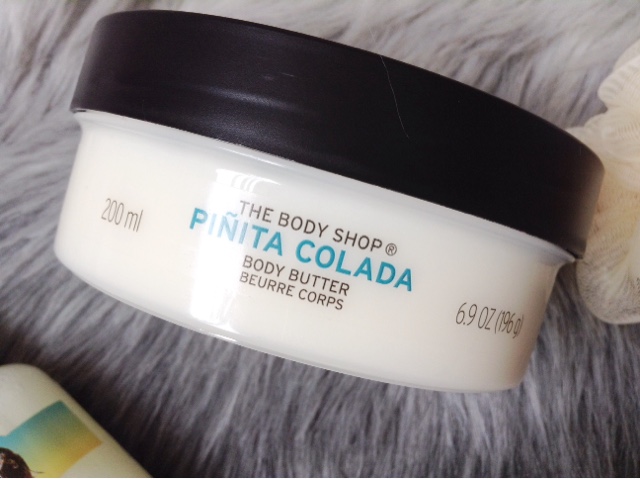 200 ml
THE BODY SHOP®
PIÑITA COLADA
BODY BUTTER
BEURRE CORPS
6.9 OZ (196 g)